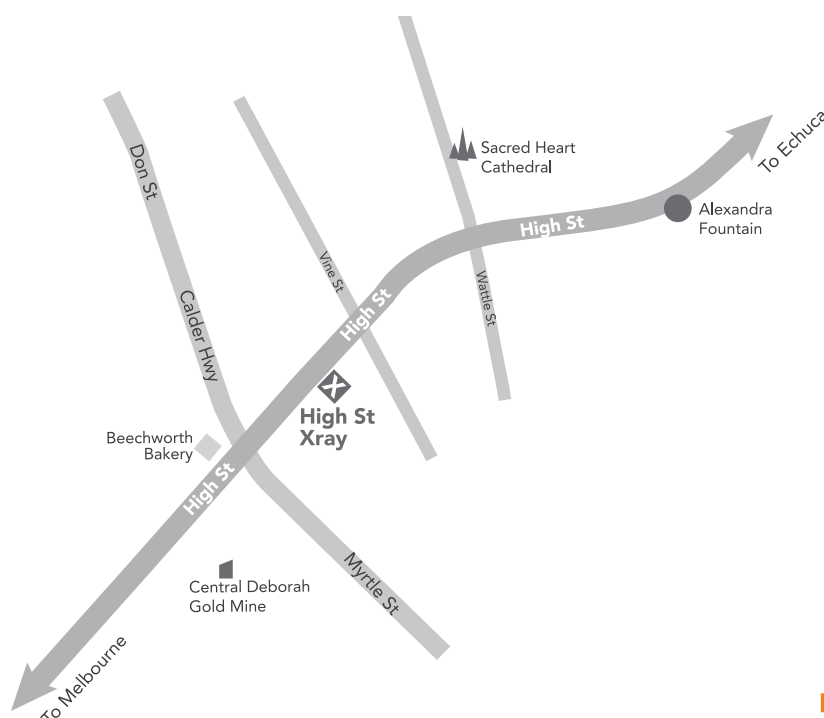 Sacred Heart
Cathedral
To Echuca
Don St
Alexandra
Fountain
High St
Vine St
Wattle St
Calder Hwy
High St
X
High St
Xray
Beechworth
Bakery
High St
Central Deborah
Gold Mine
Myrtle St
To Melbourne